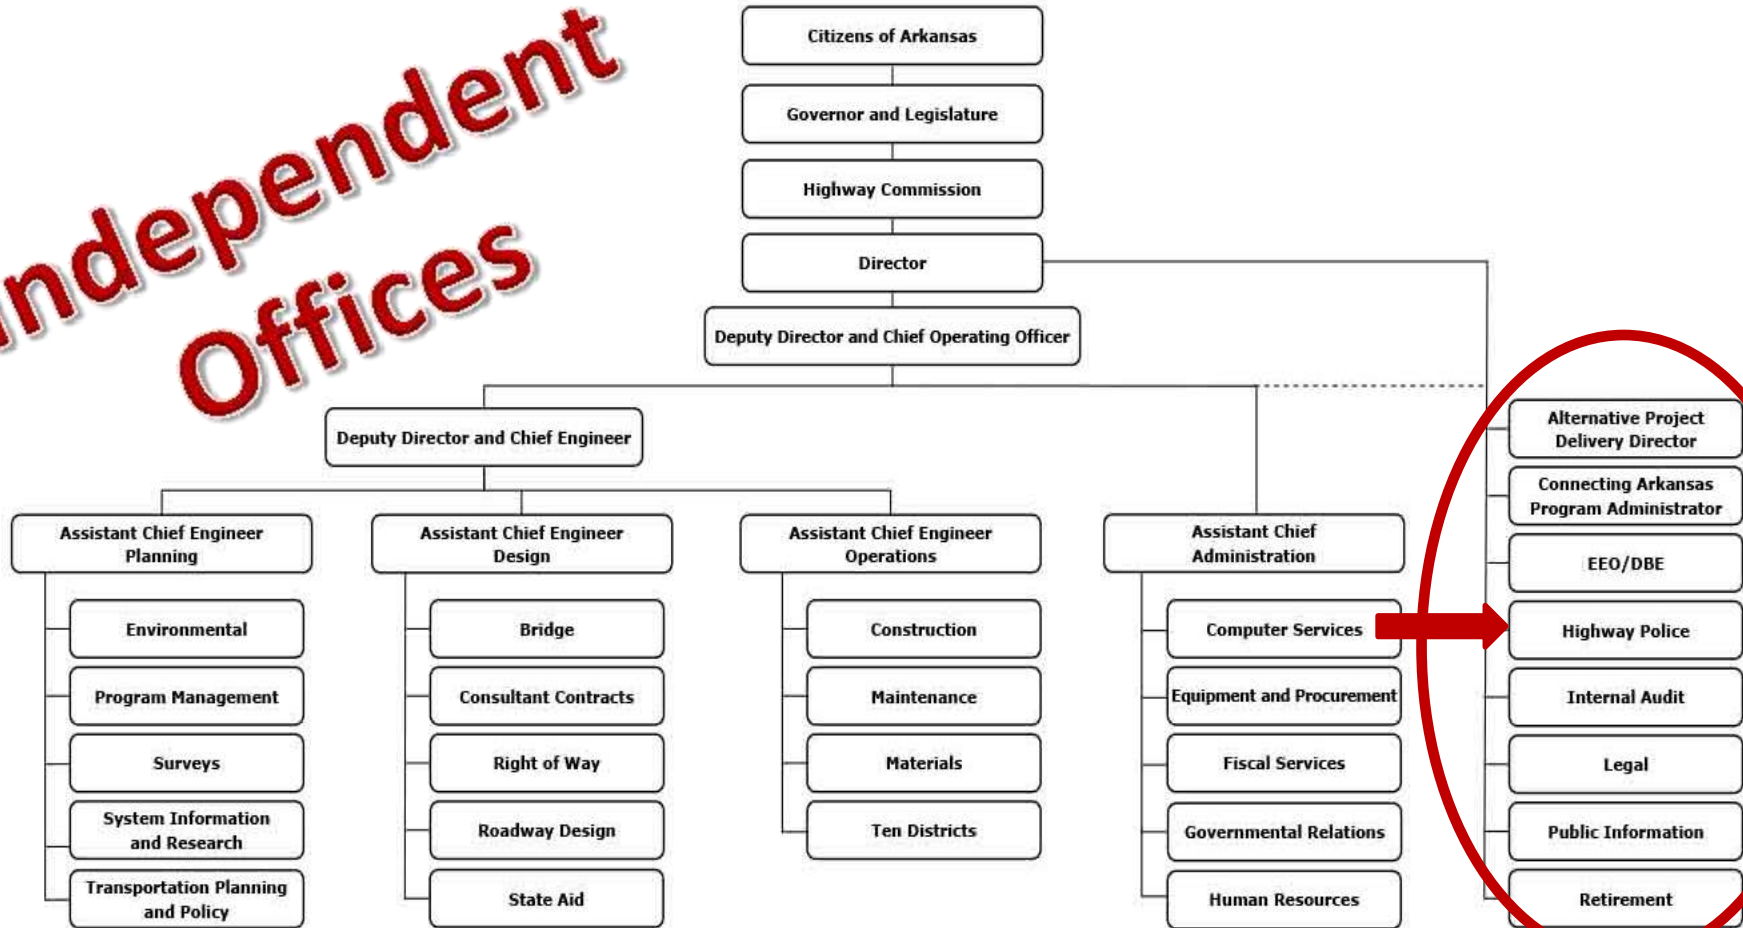 Independent
Offices
Citizens of Arkansas
Governor and Legislature
Highway Commission
Director
Deputy Director and Chief Operating Officer
Deputy Director and Chief Engineer
Assistant Chief Engineer
Planning
Environmental
Program Management
Surveys
System Information
and Research
Transportation Planning
and Policy
Assistant Chief Engineer
Design
Bridge
Consultant Contracts
Right of Way
Roadway Design
State Aid
Assistant Chief Engineer
Operations
Construction
Maintenance
Materials
Ten Districts
Assistant Chief
Administration
Computer Services
Equipment and Procurement
Fiscal Services
Governmental Relations
Human Resources
Alternative Project
Delivery Director
Connecting Arkansas
Program Administrator
EEO/DBE
Highway Police
Internal Audit
Legal
Public Information
Retirement